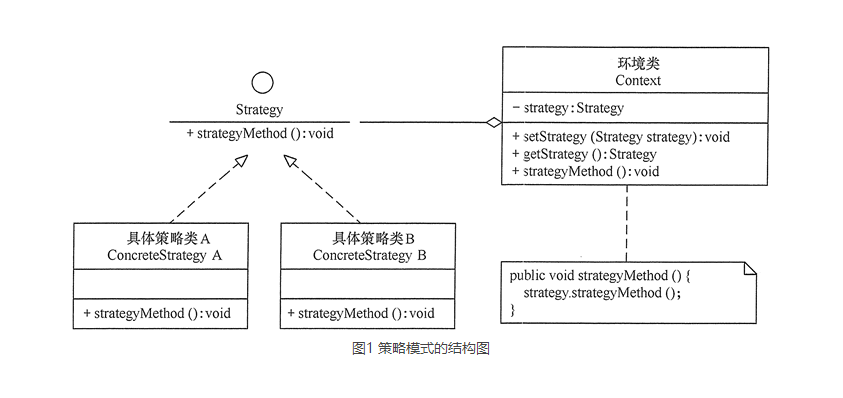 Strategy
+ strategyMethod ():void
环境类
Context
− strategy:Strategy
+ setStrategy (Strategy strategy):void
+ getStrategy ():Strategy
+ strategyMethod ():void
具体策略类A
ConcreteStrategy A
+ strategyMethod ():void
具体策略类B
ConcreteStrategy B
+ strategyMethod ():void
public void strategyMethod () {
strategy.strategyMethod ();
}
图1 策略模式的结构图